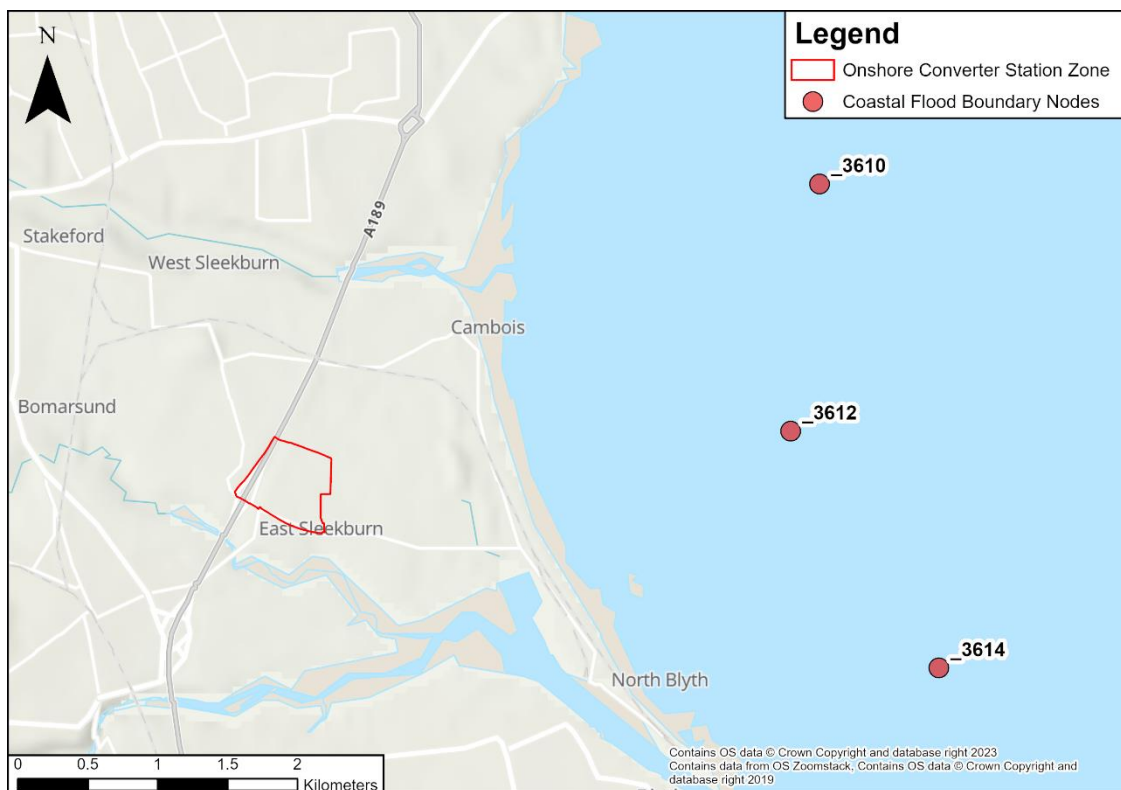 N
Legend
Onshore Converter Station Zone
Coastal Flood Boundary Nodes
_3610
A189
Stakeford
West Sleekburn
Cambois
Bomarsund
_3612
East Sleekburn
_3614
North Blyth
Contains OS data © Crown Copyright and database right 2023
Contains data from OS Zoomstack, Contains OS data © Crown Copyright and
database right 2019
0 0.5 1 1.5 2
Kilometers